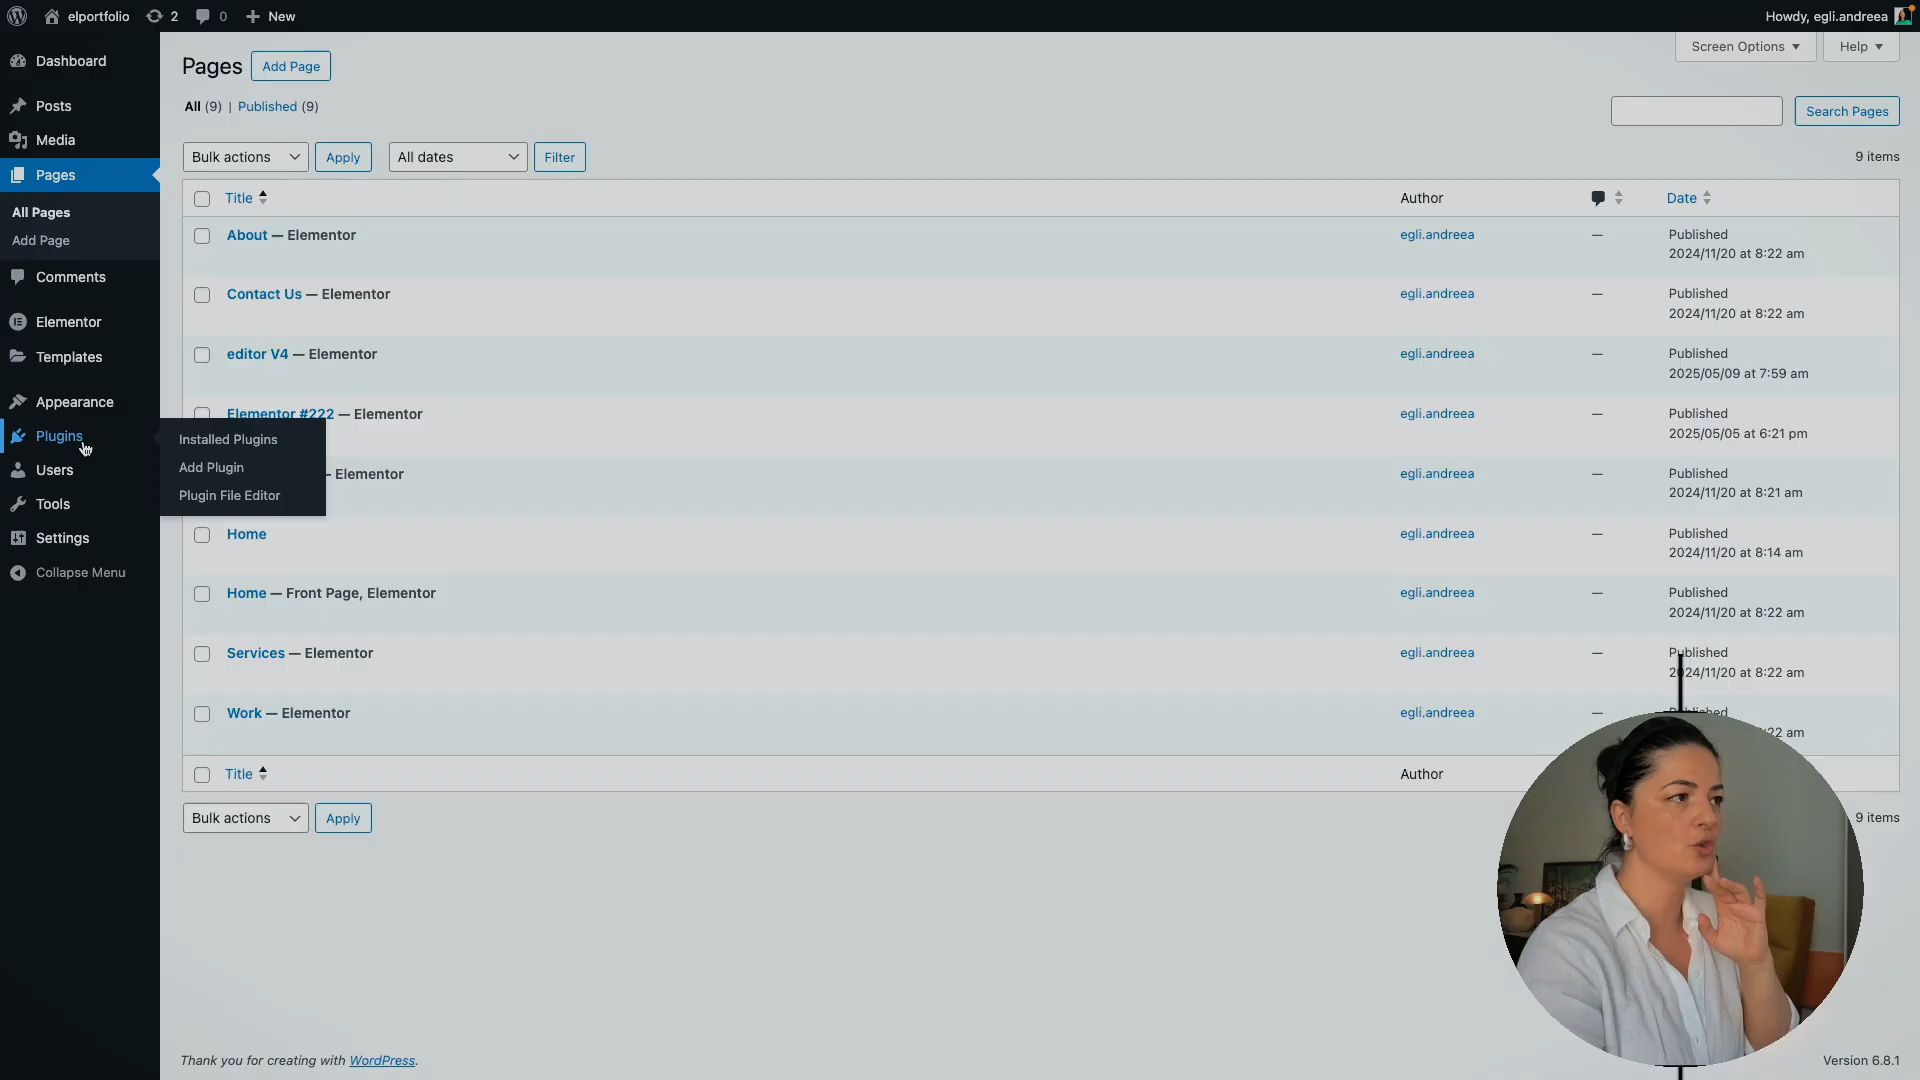 elportfolio 2 0 New Howdy, egli.andreea
Dashboard
Posts
Media
Pages
All Pages
Add Page
Comments
Elementor
Templates
Appearance
Plugins
Users
Tools
Settings
Collapse Menu
Installed Plugins
Add Plugin
Plugin File Editor
Screen Options Help
Pages Add Page
All (9) | Published (9)
Search Pages
Bulk actions Apply All dates Filter 9 items
Title Author Date
About — Elementor egli.andreea — Published
2024/11/20 at 8:22 am
Contact Us — Elementor egli.andreea — Published
2024/11/20 at 8:22 am
editor V4 — Elementor egli.andreea — Published
2025/05/09 at 7:59 am
Elementor #222 — Elementor egli.andreea — Published
2025/05/05 at 6:21 pm
— Elementor egli.andreea — Published
2024/11/20 at 8:21 am
Home egli.andreea — Published
2024/11/20 at 8:14 am
Home — Front Page, Elementor egli.andreea — Published
2024/11/20 at 8:22 am
Services — Elementor egli.andreea — Published
2024/11/20 at 8:22 am
Work — Elementor egli.andreea — Published
:22 am
Title Author
Bulk actions Apply 9 items
Thank you for creating with WordPress. Version 6.8.1